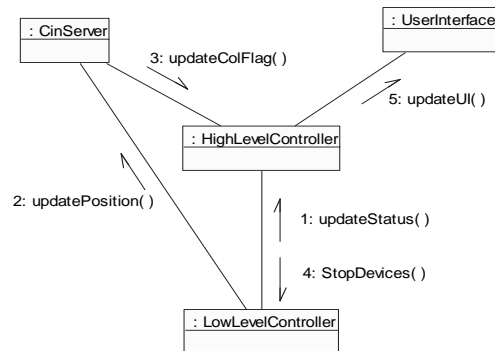 : CinServer
: UserInterface
3: updateColFlag( )
5: updateUI( )
: HighLevelController
2: updatePosition( )
1: updateStatus( )
4: StopDevices( )
: LowLevelController